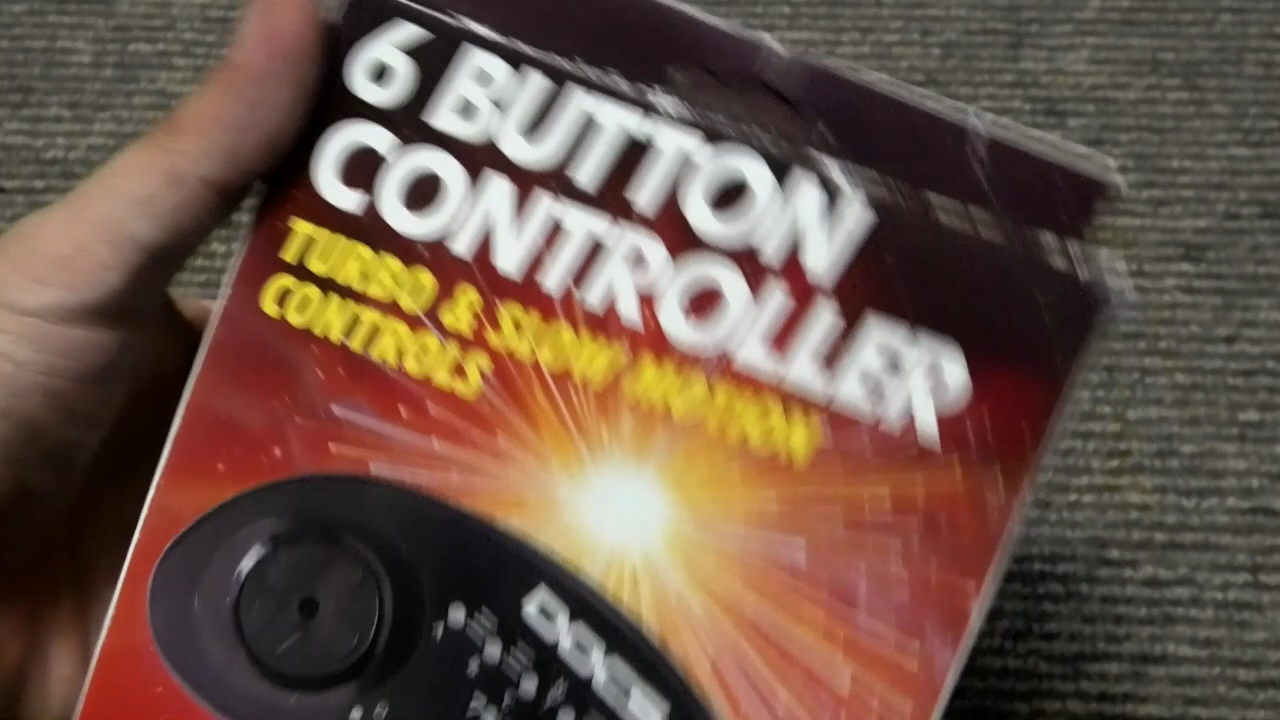 6 BUTTON
CONTROLLER
TURBO & SLOW MOTION
CONTROLS